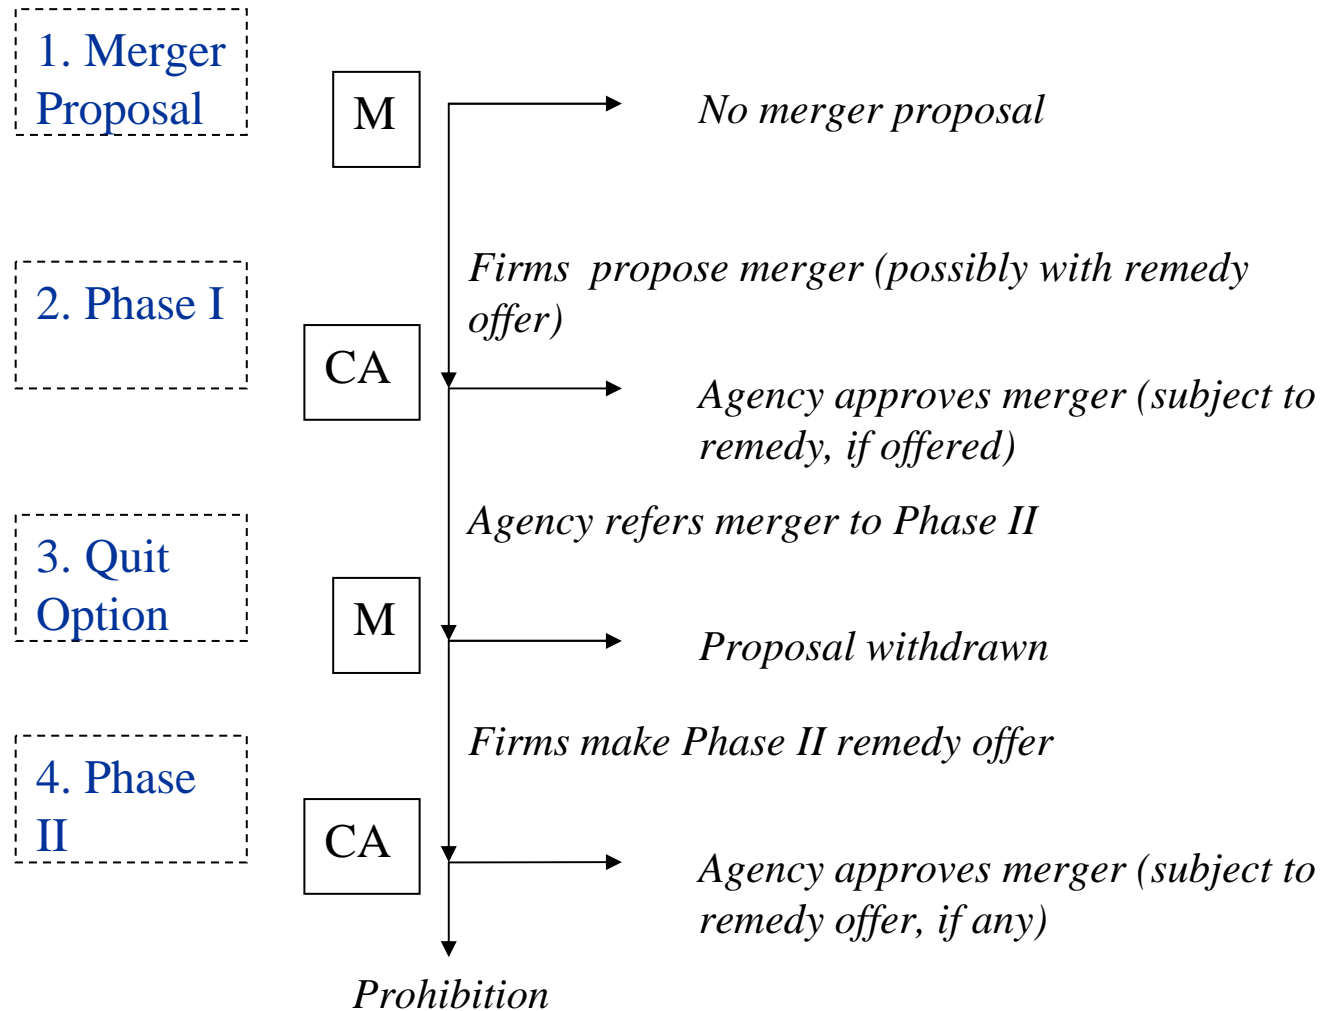 1. Merger
Proposal
M
No merger proposal
Firms propose merger (possibly with remedy
offer)
2. Phase I
CA
Agency approves merger (subject to
remedy, if offered)
Agency refers merger to Phase II
3. Quit
Option
M
Proposal withdrawn
Firms make Phase II remedy offer
4. Phase
II
CA
Agency approves merger (subject to
remedy offer, if any)
Prohibition